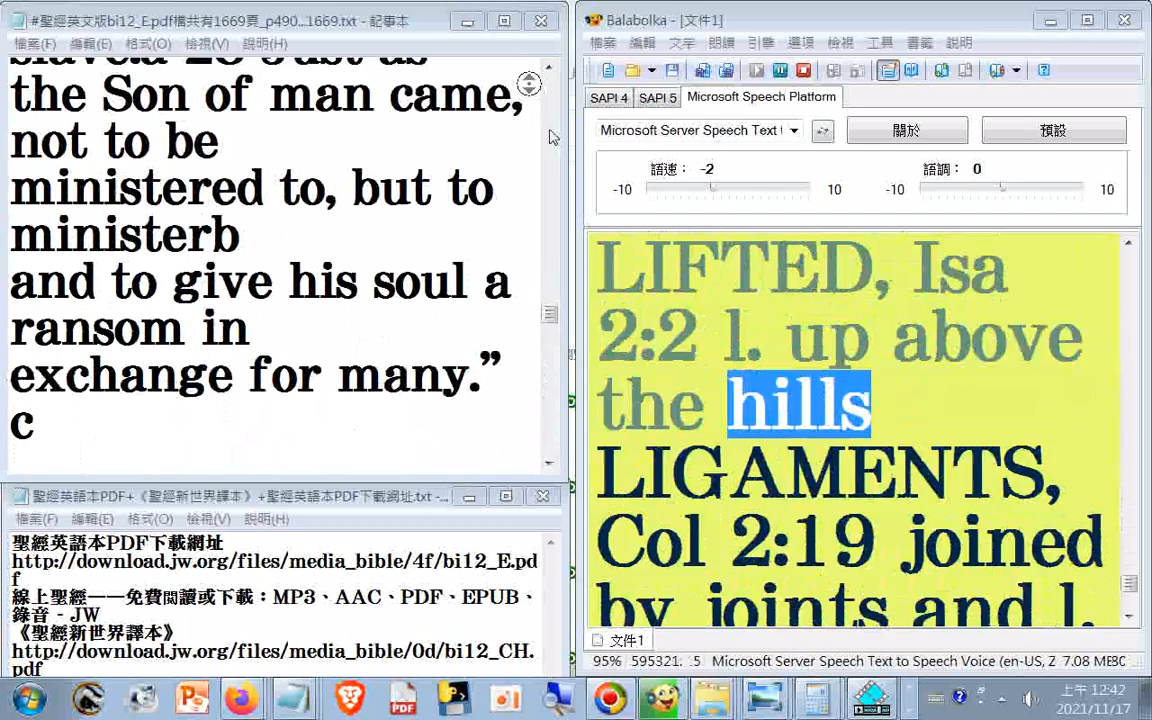 #聖經英文版bi12_E.pdf橫共有1669頁_p490...1669.txt - 記事本
檔案(F) 編輯(E) 格式(O) 檢視(V) 說明(H)
the Son of man came,
not to be
ministered to, but to
ministerb
and to give his soul a
ransom in
exchange for many.”
c
聖經英語本PDF+《聖經新世界譯本》+聖經英語本PDF下載網址.txt - ...
檔案(F) 編輯(E) 格式(O) 檢視(V) 說明(H)
聖經英語本PDF下載網址
http://download.jw.org/files/media_bible/4f/bi12_E.pd
f
線上聖經——免費閱讀或下載：MP3、AAC、PDF、EPUB、
錄音 - JW
《聖經新世界譯本》
http://download.jw.org/files/media_bible/0d/bi12_CH.
pdf
Balabolka - [文件1]
檔案 編輯 文字 朗讀 引擎 選項 檢視 工具 書籤 說明
SAPI 4 SAPI 5 Microsoft Speech Platform
Microsoft Server Speech Text 關於 預設
語速： -2 語調： 0
-10 10 -10 10
LIFTED, Isa
2:2 l. up above
the hills
LIGAMENTS,
Col 2:19 joined
by joints and l.
文件1
95% 595321. .5 Microsoft Server Speech Text to Speech Voice (en-US, Z 7.08 МБ
上午 12:42
2021/11/17